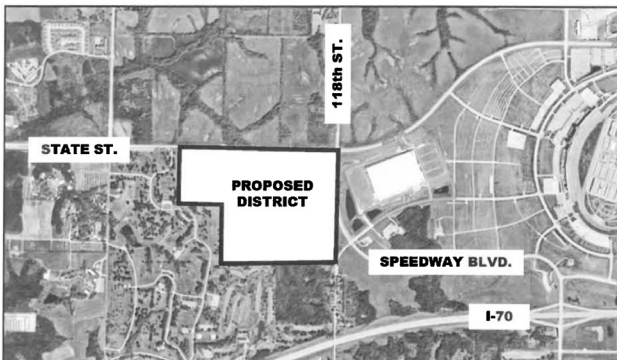 118th ST.
STATE ST.
PROPOSED
DISTRICT
SPEEDWAY BLVD.
I-70